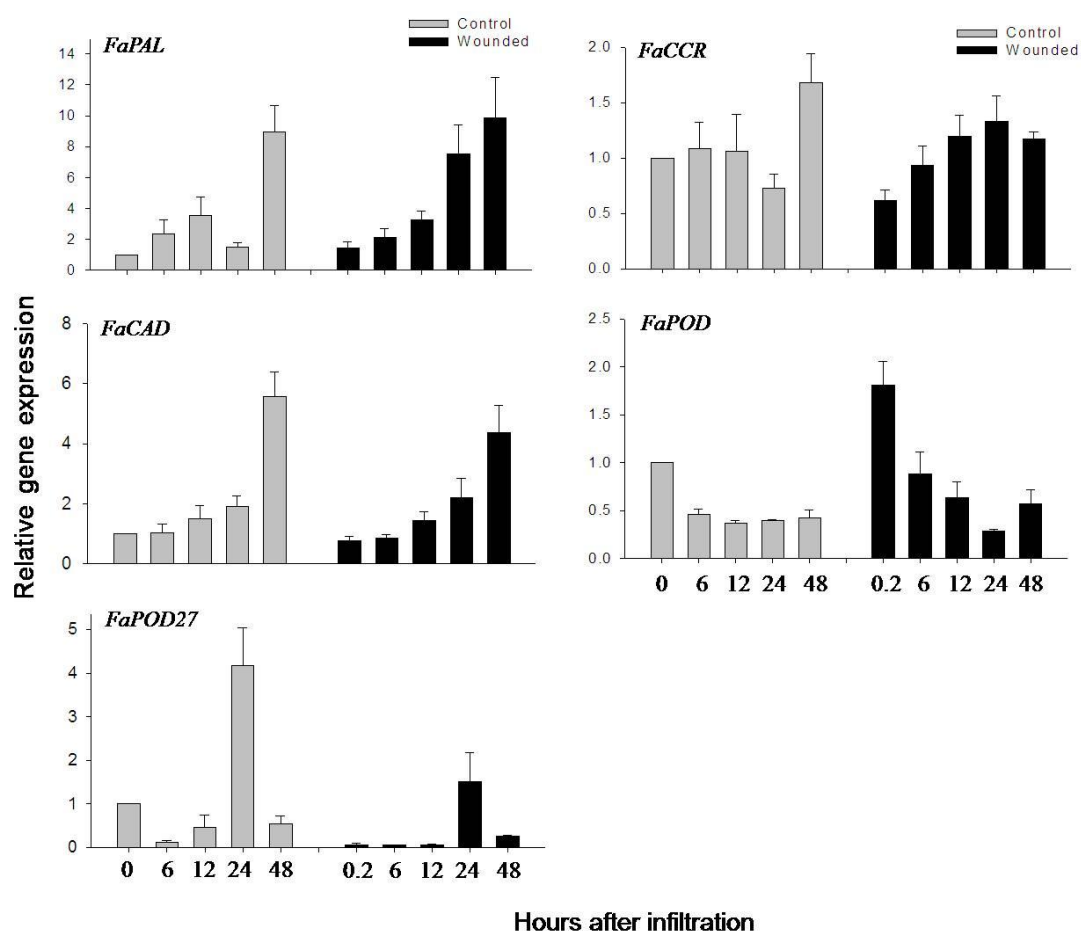 Control
Wounded
FaPAL
14
12
10
8
6
4
2
0
Control
Wounded
FaCCR
2.0
1.5
1.0
0.5
0.0
Relative gene expression
FaCAD
8
6
4
2
0
FaPOD
2.5
2.0
1.5
1.0
0.5
0.0
0 6 12 24 48 0.2 6 12 24 48
FaPOD27
5
4
3
2
1
0
0 6 12 24 48 0.2 6 12 24 48
Hours after infiltration